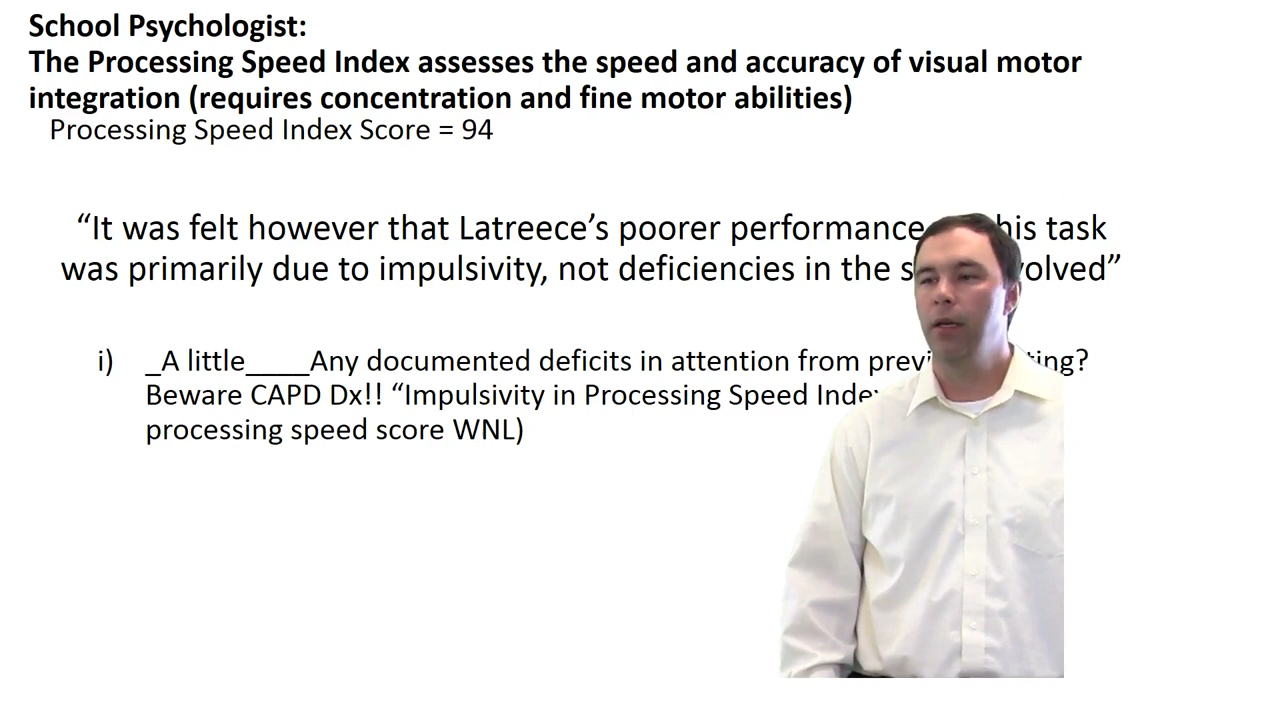 School Psychologist:
The Processing Speed Index assesses the speed and accuracy of visual motor
integration (requires concentration and fine motor abilities)
Processing Speed Index Score = 94
“It was felt however that Latreece’s poorer performance his task
was primarily due to impulsivity, not deficiencies in the
i) _A little____Any documented deficits in attention from
Beware CAPD Dx!! “Impulsivity in Processing Speed
processing speed score WNL)